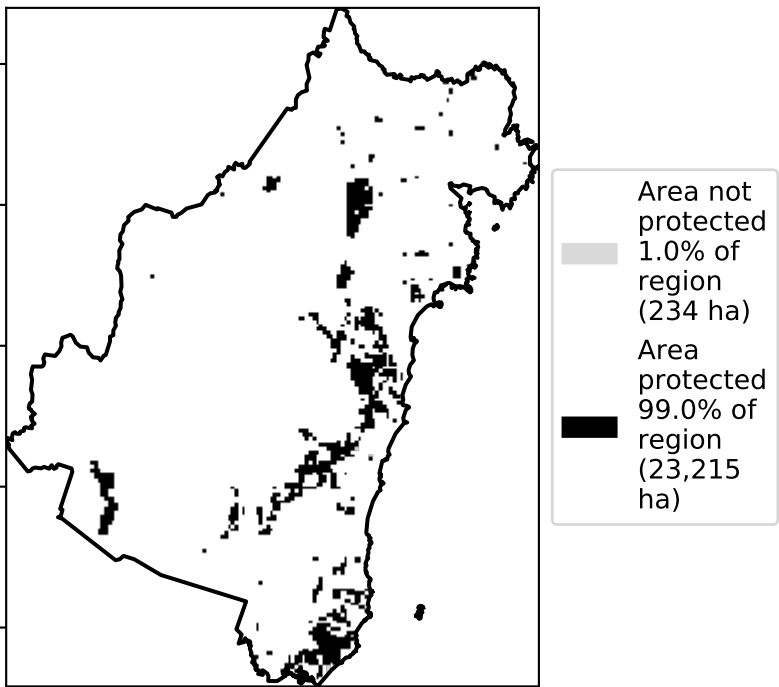 Area not
protected
1.0% of
region
(234 ha)
Area
protected
99.0% of
region
(23,215
ha)